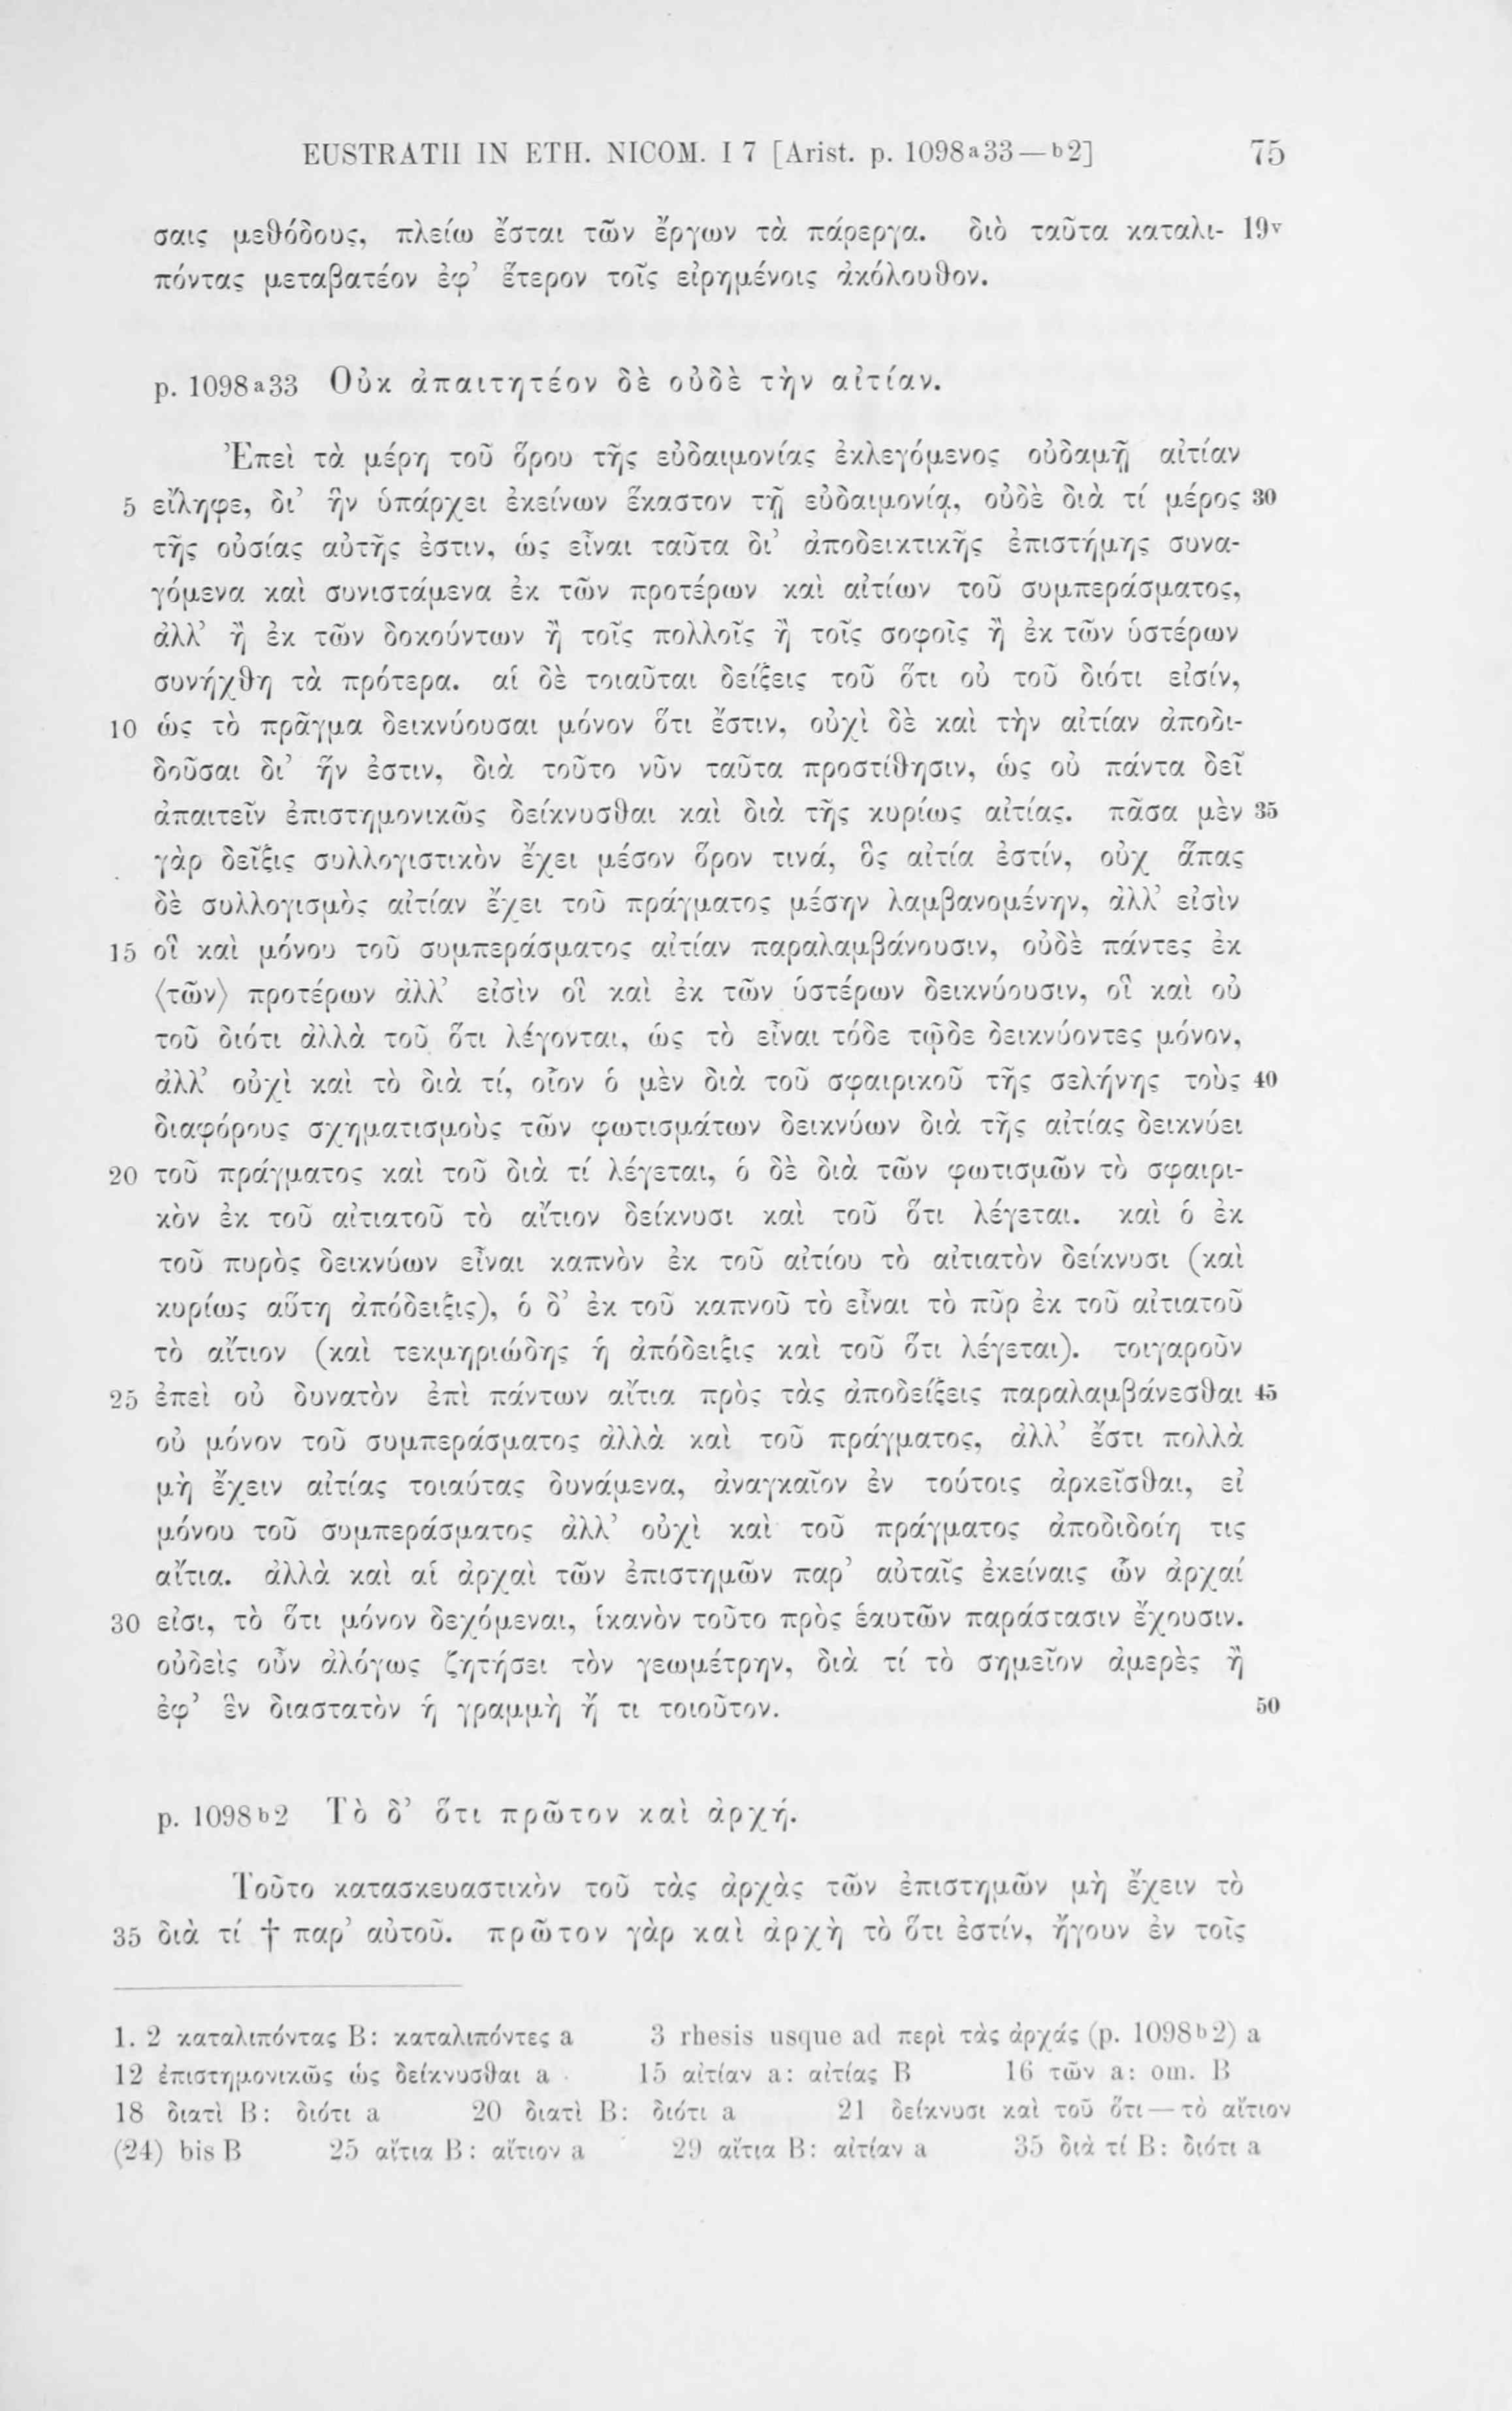 EUSTRATII IN ETH. NICOM. I 7 [Arist. p. 1098a33—b2] 75
σαις μεθόδους, πλείω ἔσται τῶν ἔργων τὰ πάρεργα. διὸ ταῦτα καταλι- 19v
πόντας μεταβατέον ἐφ’ ἕτερον τοῖς εἰρημένοις ἀκόλουθον.
p. 1098a33 Οὐκ ἀπαιτητέον δὲ οὐδὲ τὴν αἰτίαν.
Ἐπεὶ τὰ μέρη τοῦ ὅρου τῆς εὐδαιμονίας ἐκλεγόμενος οὐδαμῇ αἰτίαν
5 εἴληφε, δι’ ἣν ὑπάρχει ἐκείνων ἕκαστον τῇ εὐδαιμονίᾳ, οὐδὲ διὰ τί μέρος 30
τῆς οὐσίας αὐτῆς ἐστιν, ὡς εἶναι ταῦτα δι’ ἀποδεικτικῆς ἐπιστήμης συνα-
γόμενα καὶ συνιστάμενα ἐκ τῶν προτέρων καὶ αἰτίων τοῦ συμπεράσματος,
ἀλλ’ ἢ ἐκ τῶν δοκούντων ἢ τοῖς πολλοῖς ἢ τοῖς σοφοῖς ἢ ἐκ τῶν ὑστέρων
συνήχθη τὰ πρότερα. αἱ δὲ τοιαῦται δείξεις τοῦ ὅτι οὐ τοῦ διότι εἰσίν,
10 ὡς τὸ πρᾶγμα δεικνύουσαι μόνον ὅτι ἔστιν, οὐχὶ δὲ καὶ τὴν αἰτίαν ἀποδι-
δοῦσαι δι’ ἥν ἐστιν, διὰ τοῦτο νῦν ταῦτα προστίθησιν, ὡς οὐ πάντα δεῖ
ἀπαιτεῖν ἐπιστημονικῶς δείκνυσθαι καὶ διὰ τῆς κυρίως αἰτίας. πᾶσα μὲν 35
γὰρ δεῖξις συλλογιστικὸν ἔχει μέσον ὅρον τινά, ὃς αἰτία ἐστίν, οὐχ ἅπας
δὲ συλλογισμὸς αἰτίαν ἔχει τοῦ πράγματος μέσην λαμβανομένην, ἀλλ’ εἰσὶν
15 οἳ καὶ μόνου τοῦ συμπεράσματος αἰτίαν παραλαμβάνουσιν, οὐδὲ πάντες ἐκ
⟨τῶν⟩ προτέρων ἀλλ’ εἰσὶν οἳ καὶ ἐκ τῶν ὑστέρων δεικνύουσιν, οἳ καὶ οὐ
τοῦ διότι ἀλλὰ τοῦ ὅτι λέγονται, ὡς τὸ εἶναι τόδε τῷδε δεικνύοντες μόνον,
ἀλλ’ οὐχὶ καὶ τὸ διὰ τί, οἷον ὁ μὲν διὰ τοῦ σφαιρικοῦ τῆς σελήνης τοὺς 40
διαφόρους σχηματισμοὺς τῶν φωτισμάτων δεικνύων διὰ τῆς αἰτίας δεικνύει
20 τοῦ πράγματος καὶ τοῦ διὰ τί λέγεται, ὁ δὲ διὰ τῶν φωτισμῶν τὸ σφαιρι-
κὸν ἐκ τοῦ αἰτιατοῦ τὸ αἴτιον δείκνυσι καὶ τοῦ ὅτι λέγεται. καὶ ὁ ἐκ
τοῦ πυρὸς δεικνύων εἶναι καπνὸν ἐκ τοῦ αἰτίου τὸ αἰτιατὸν δείκνυσι (καὶ
κυρίως αὕτη ἀπόδειξις), ὁ δ’ ἐκ τοῦ καπνοῦ τὸ εἶναι τὸ πῦρ ἐκ τοῦ αἰτιατοῦ
τὸ αἴτιον (καὶ τεκμηριώδης ἡ ἀπόδειξις καὶ τοῦ ὅτι λέγεται). τοιγαροῦν
25 ἐπεὶ οὐ δυνατὸν ἐπὶ πάντων αἴτια πρὸς τὰς ἀποδείξεις παραλαμβάνεσθαι 45
οὐ μόνον τοῦ συμπεράσματος ἀλλὰ καὶ τοῦ πράγματος, ἀλλ’ ἔστι πολλὰ
μὴ ἔχειν αἰτίας τοιαύτας δυνάμενα, ἀναγκαῖον ἐν τούτοις ἀρκεῖσθαι, εἰ
μόνου τοῦ συμπεράσματος ἀλλ’ οὐχὶ καὶ τοῦ πράγματος ἀποδιδοίη τις
αἴτια. ἀλλὰ καὶ αἱ ἀρχαὶ τῶν ἐπιστημῶν παρ’ αὐταῖς ἐκείναις ὧν ἀρχαί
30 εἰσι, τὸ ὅτι μόνον δεχόμεναι, ἱκανὸν τοῦτο πρὸς ἑαυτῶν παράστασιν ἔχουσιν.
οὐδεὶς οὖν ἀλόγως ζητήσει τὸν γεωμέτρην, διὰ τί τὸ σημεῖον ἀμερὲς ἢ
ἐφ’ ἓν διαστατὸν ἡ γραμμὴ ἤ τι τοιοῦτον. 50
p. 1098b2 Τὸ δ’ ὅτι πρῶτον καὶ ἀρχή.
Τοῦτο κατασκευαστικὸν τοῦ τὰς ἀρχὰς τῶν ἐπιστημῶν μὴ ἔχειν τὸ
35 διὰ τί † παρ’ αὐτοῦ. πρῶτον γὰρ καὶ ἀρχὴ τὸ ὅτι ἐστίν, ἤγουν ἐν τοῖς
1. 2 καταλιπόντας B: καταλιπόντες a 3 rhesis usque ad περὶ τὰς ἀρχάς (p. 1098b2) a
12 ἐπιστημονικῶς ὡς δείκνυσθαι a 15 αἰτίαν a: αἰτίας B 16 τῶν a: om. B
18 διατὶ B: διότι a 20 διατὶ B: διότι a 21 δείκνυσι καὶ τοῦ ὅτι—τὸ αἴτιον
(24) bis B 25 αἴτια B: αἴτιον a 29 αἴτια B: αἰτίαν a 35 διὰ τί B: διότι a